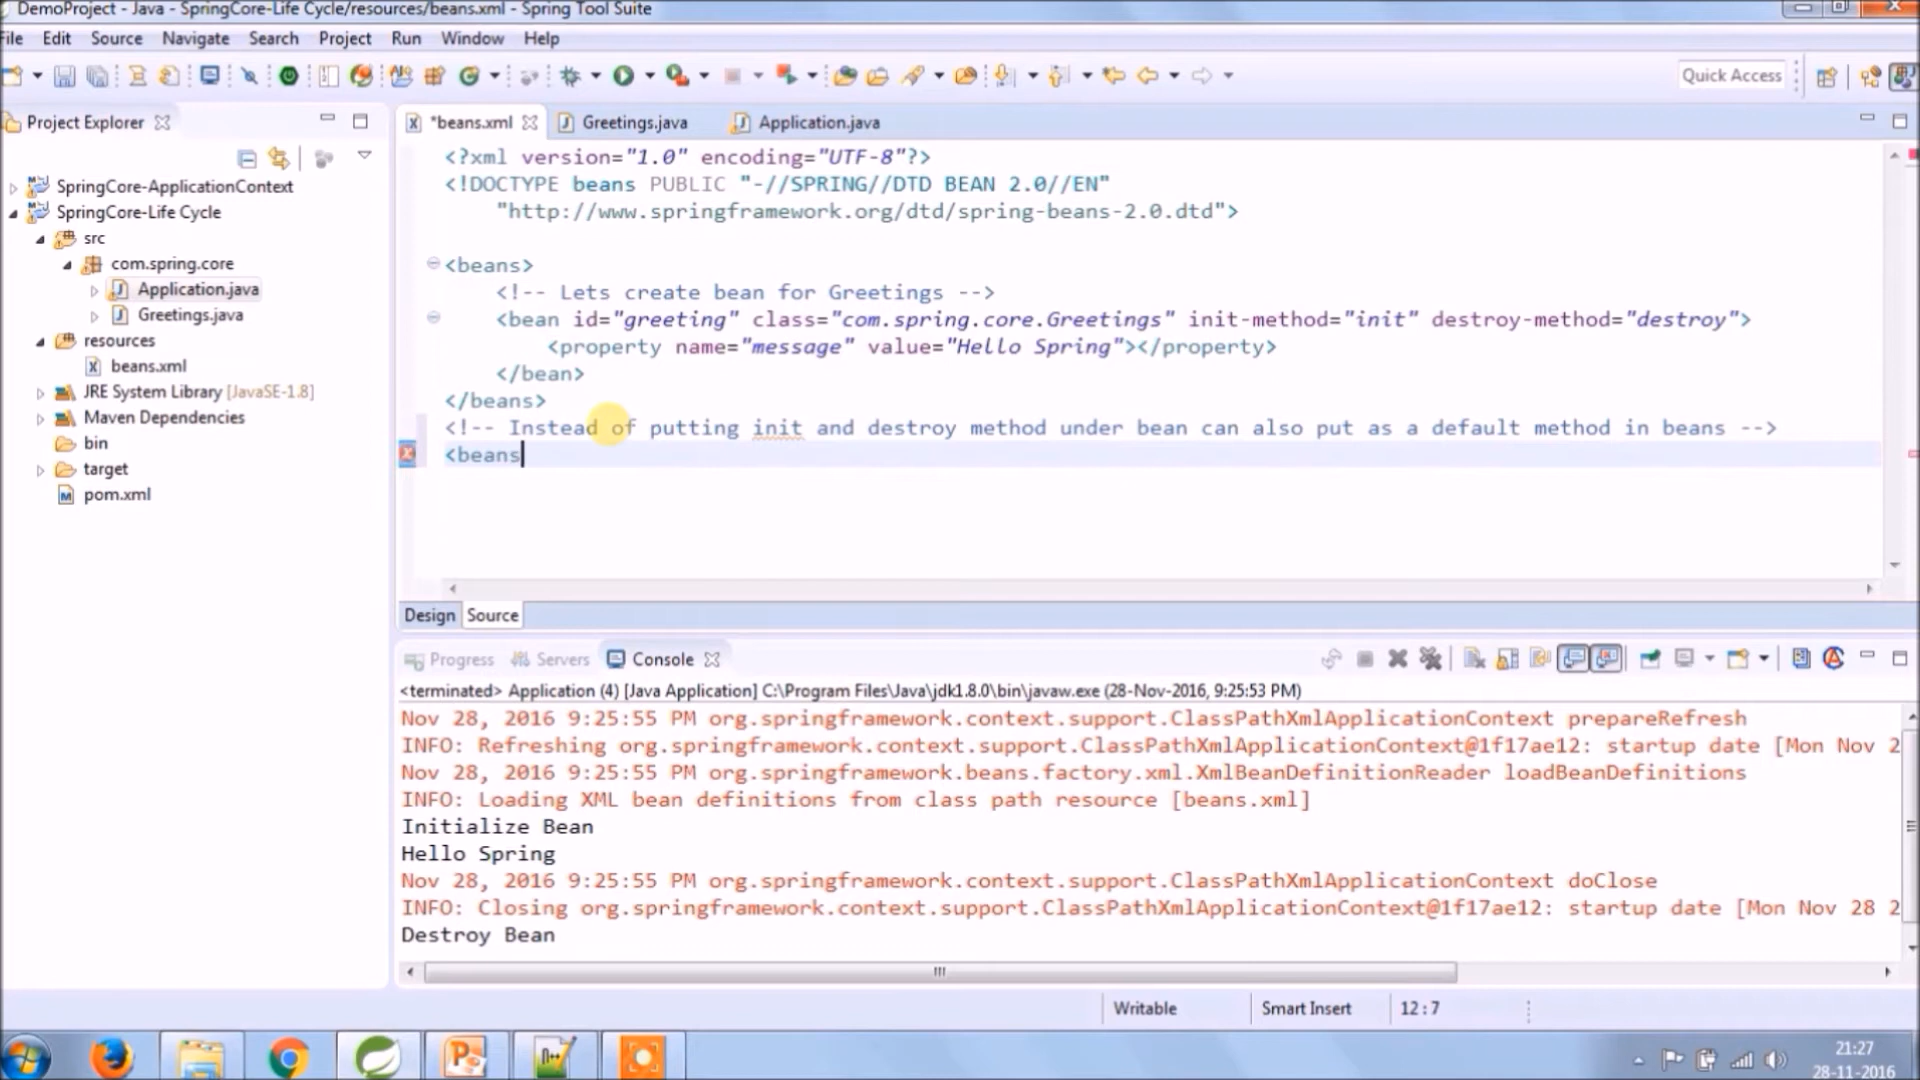 DemoProject - Java - SpringCore-Life Cycle/resources/beans.xml - Spring Tool Suite
File Edit Source Navigate Search Project Run Window Help
Quick Access
Project Explorer
*beans.xml Greetings.java Application.java
SpringCore-ApplicationContext
SpringCore-Life Cycle
src
com.spring.core
Application.java
Greetings.java
resources
beans.xml
JRE System Library [JavaSE-1.8]
Maven Dependencies
bin
target
pom.xml
<?xml version="1.0" encoding="UTF-8"?>
<!DOCTYPE beans PUBLIC "-//SPRING//DTD BEAN 2.0//EN"
"http://www.springframework.org/dtd/spring-beans-2.0.dtd">
<beans>
<!-- Lets create bean for Greetings -->
<bean id="greeting" class="com.spring.core.Greetings" init-method="init" destroy-method="destroy">
<property name="message" value="Hello Spring"></property>
</bean>
</beans>
<!-- Instead of putting init and destroy method under bean can also put as a default method in beans -->
<beans
Design Source
Progress Servers Console
<terminated> Application (4) [Java Application] C:\Program Files\Java\jdk1.8.0\bin\javaw.exe (28-Nov-2016, 9:25:53 PM)
Nov 28, 2016 9:25:55 PM org.springframework.context.support.ClassPathXmlApplicationContext prepareRefresh
INFO: Refreshing org.springframework.context.support.ClassPathXmlApplicationContext@1f17ae12: startup date [Mon Nov 2
Nov 28, 2016 9:25:55 PM org.springframework.beans.factory.xml.XmlBeanDefinitionReader loadBeanDefinitions
INFO: Loading XML bean definitions from class path resource [beans.xml]
Initialize Bean
Hello Spring
Nov 28, 2016 9:25:55 PM org.springframework.context.support.ClassPathXmlApplicationContext doClose
INFO: Closing org.springframework.context.support.ClassPathXmlApplicationContext@1f17ae12: startup date [Mon Nov 28 2
Destroy Bean
Writable Smart Insert 12 : 7
21:27
28-11-2016